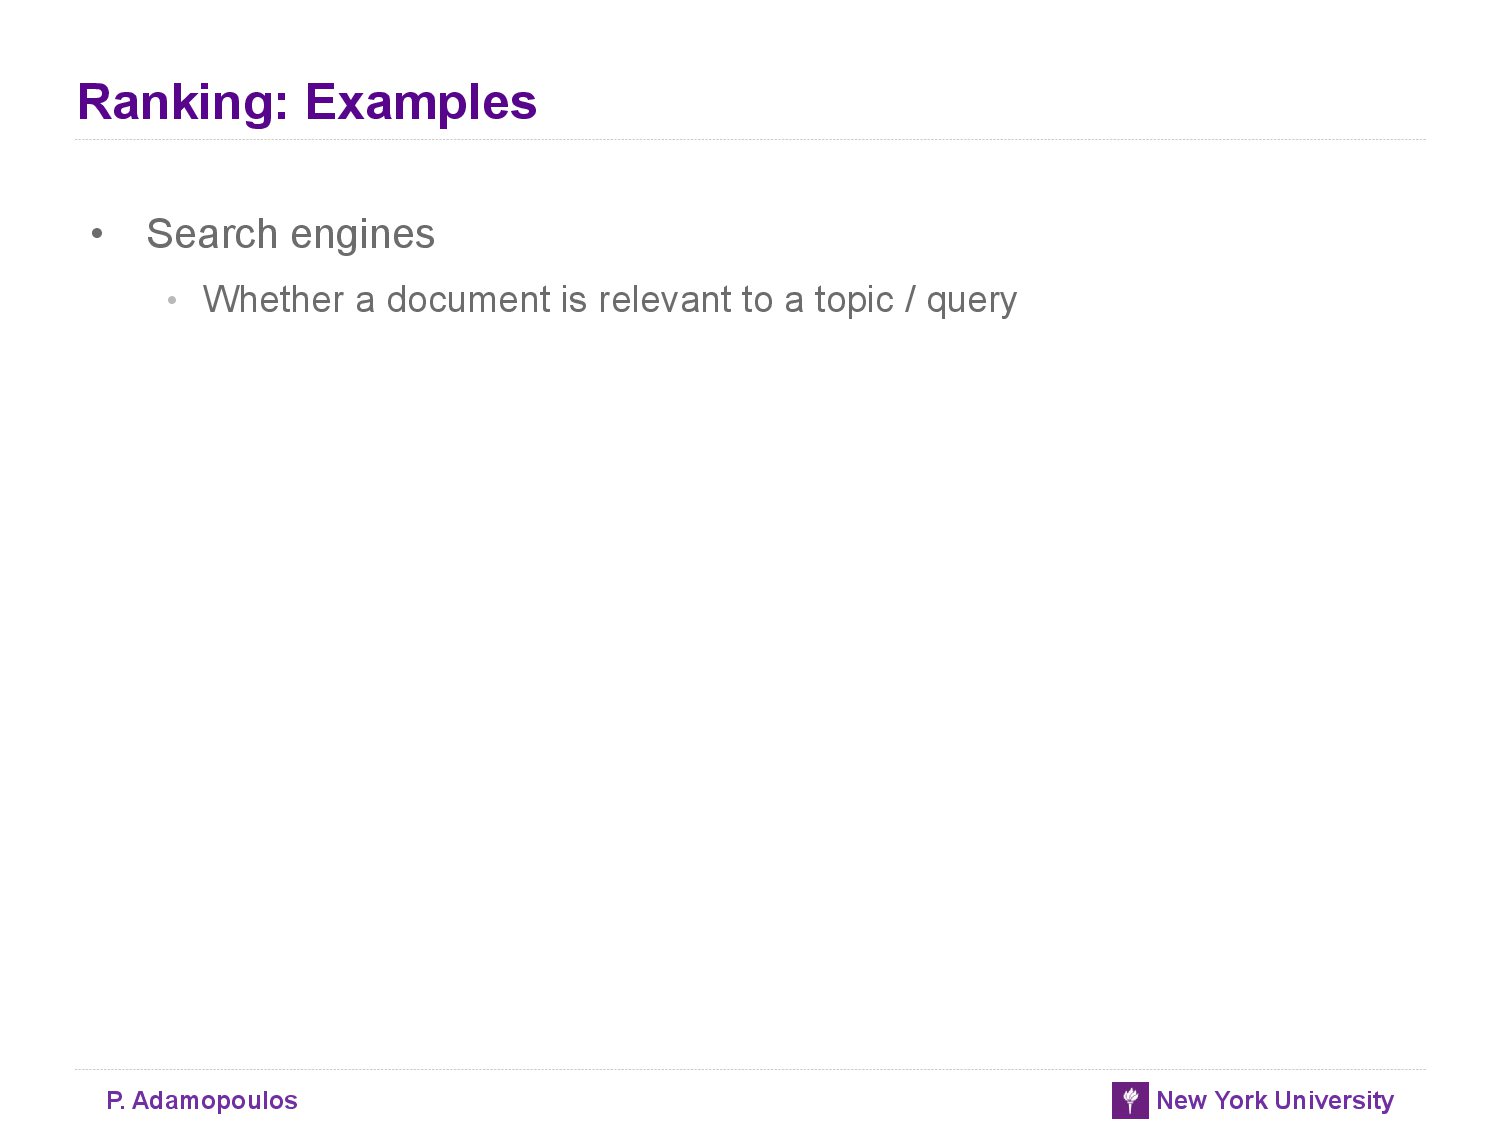 Ranking: Examples
• Search engines
• Whether a document is relevant to a topic / query
P. Adamopoulos
New York University